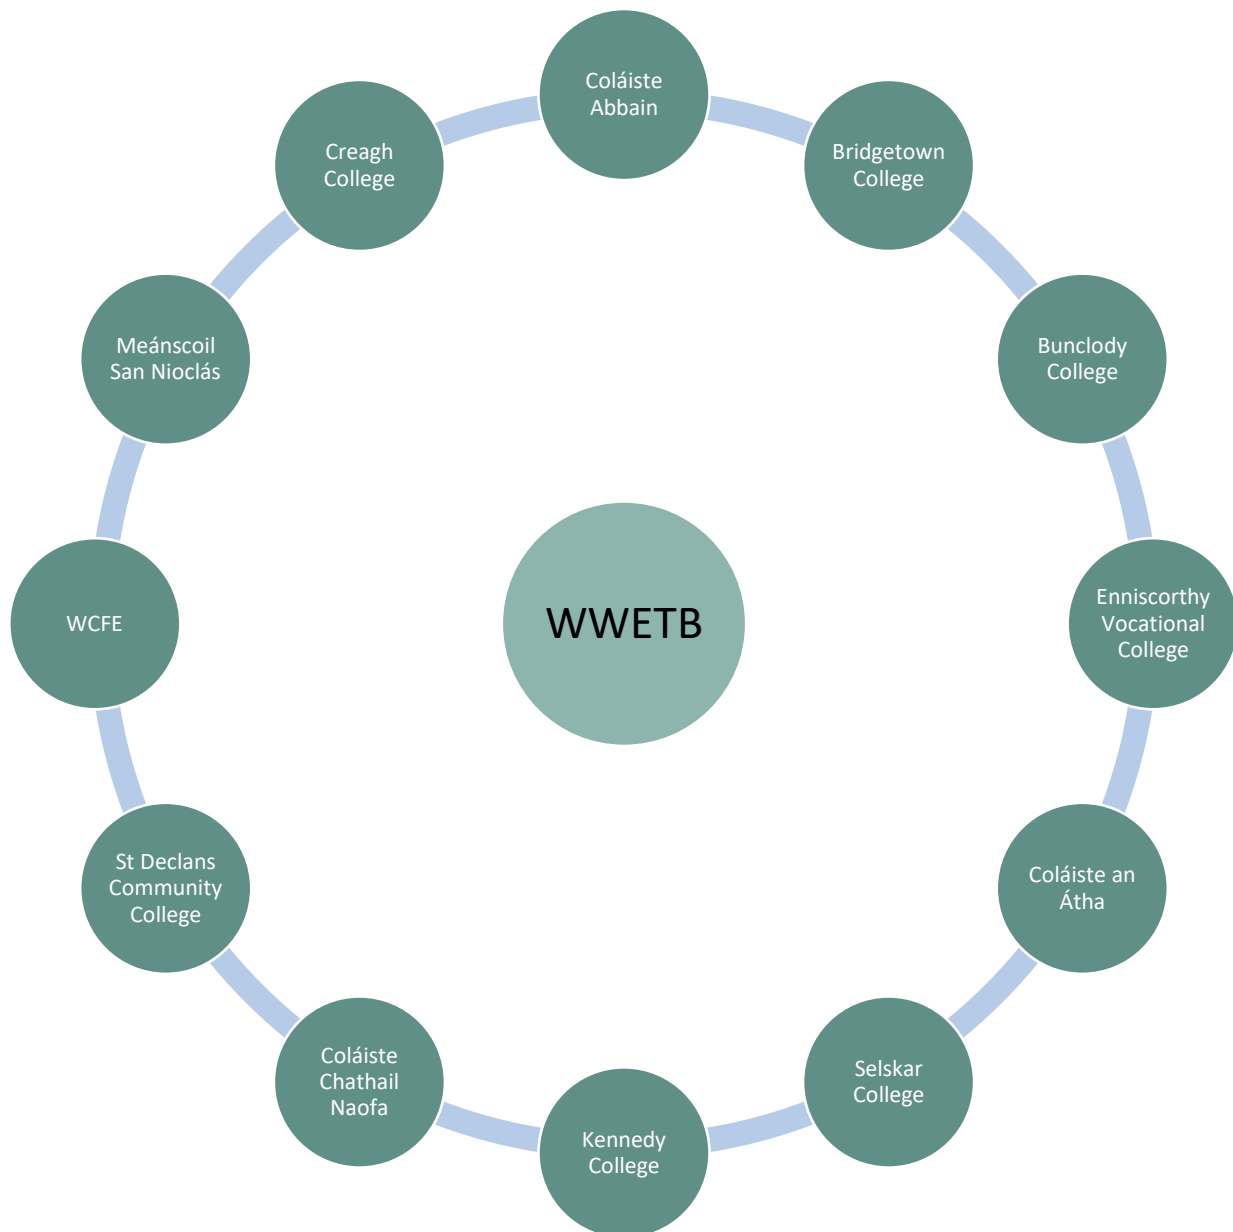 Coláiste
Abbain
Bridgetown
College
Bunclody
College
Enniscorthy
Vocational
College
Coláiste an
Átha
Selskar
College
Kennedy
College
Coláiste
Chathail
Naofa
St Declans
Community
College
WCFE
Meánscoil
San Nioclás
Creagh
College
WWETB